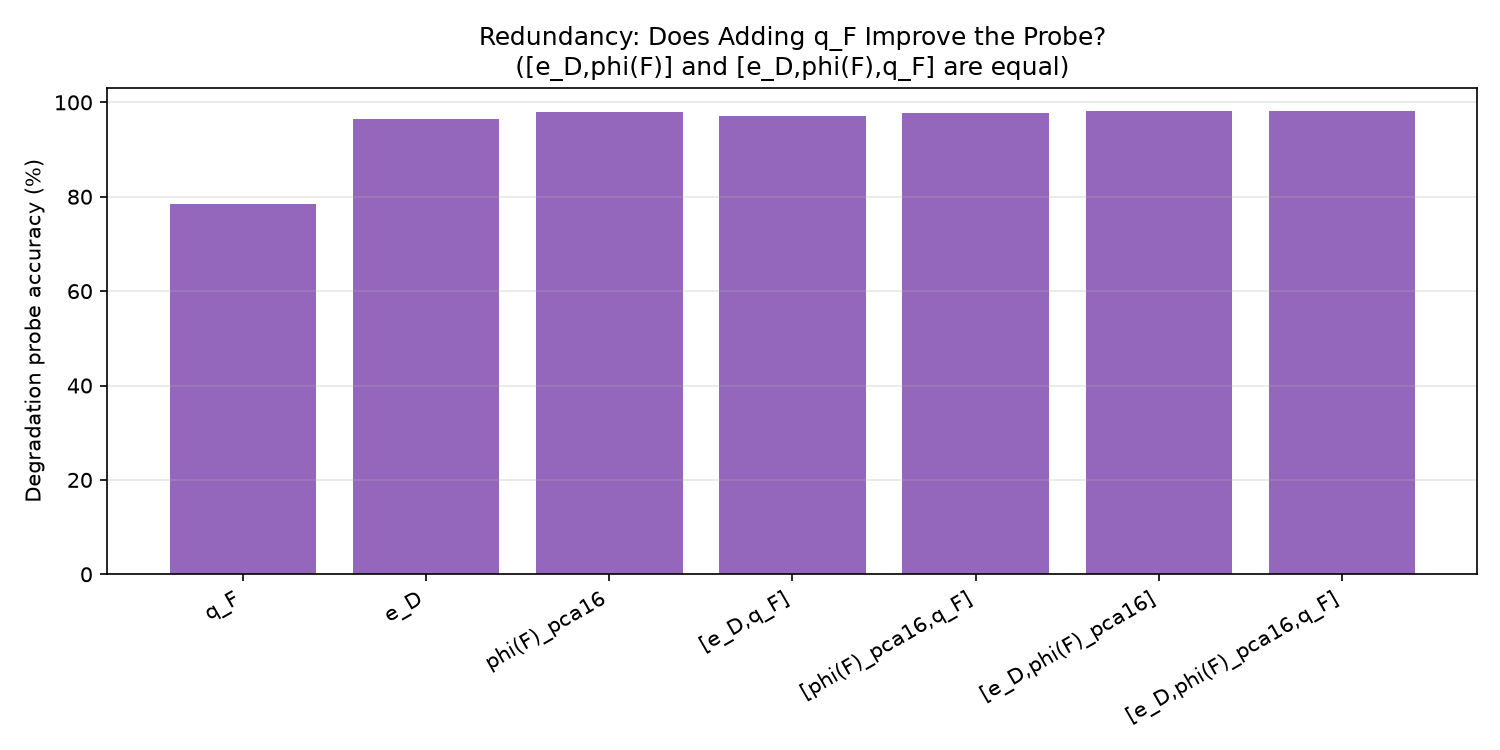 Redundancy: Does Adding q_F Improve the Probe?
([e_D,phi(F)] and [e_D,phi(F),q_F] are equal)
Degradation probe accuracy (%)
100
80
60
40
20
0
q_F
e_D
phi(F)_pca16
[e_D,q_F]
[phi(F)_pca16,q_F]
[e_D,phi(F)_pca16]
[e_D,phi(F)_pca16,q_F]